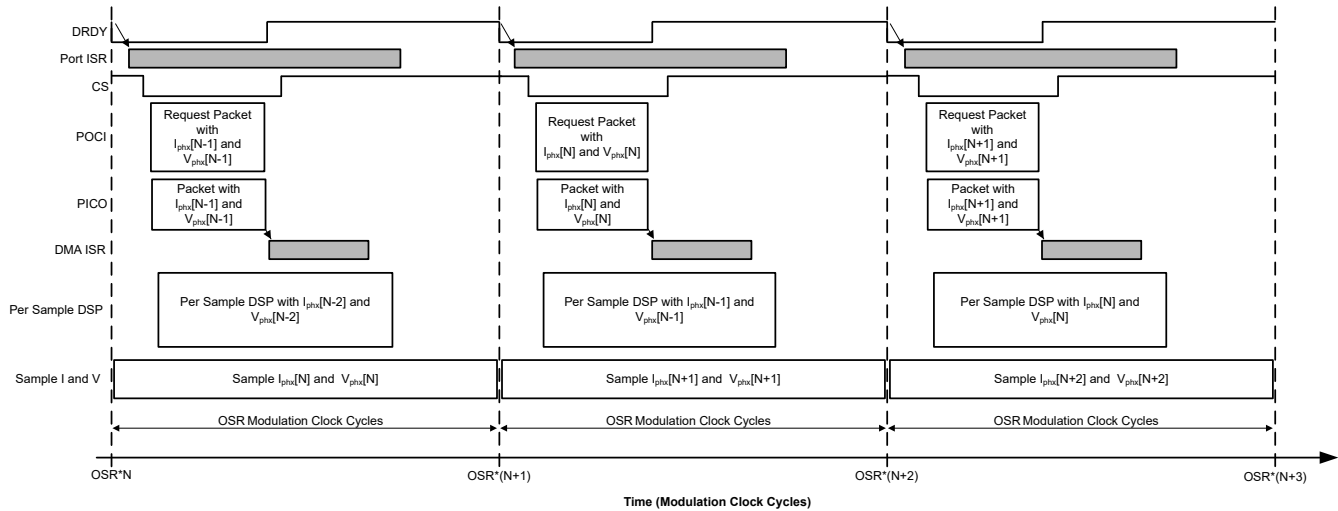 DRDY
Port ISR
CS
POCI
Request Packet
with
Iphx[N-1] and
Vphx[N-1]
Request Packet
with
Iphx[N] and Vphx[N]
Request Packet
with
Iphx[N+1] and
Vphx[N+1]
PICO
Packet with
Iphx[N-1] and
Vphx[N-1]
Packet with
Iphx[N] and
Vphx[N]
Packet with
Iphx[N+1] and
Vphx[N+1]
DMA ISR
Per Sample DSP
Per Sample DSP with Iphx[N-2] and
Vphx[N-2]
Per Sample DSP with Iphx[N-1] and
Vphx[N-1]
Per Sample DSP with Iphx[N] and
Vphx[N]
Sample I and V
Sample Iphx[N] and Vphx[N]
Sample Iphx[N+1] and Vphx[N+1]
Sample Iphx[N+2] and Vphx[N+2]
OSR Modulation Clock Cycles
OSR Modulation Clock Cycles
OSR Modulation Clock Cycles
OSR*N
OSR*(N+1)
OSR*(N+2)
OSR*(N+3)
Time (Modulation Clock Cycles)